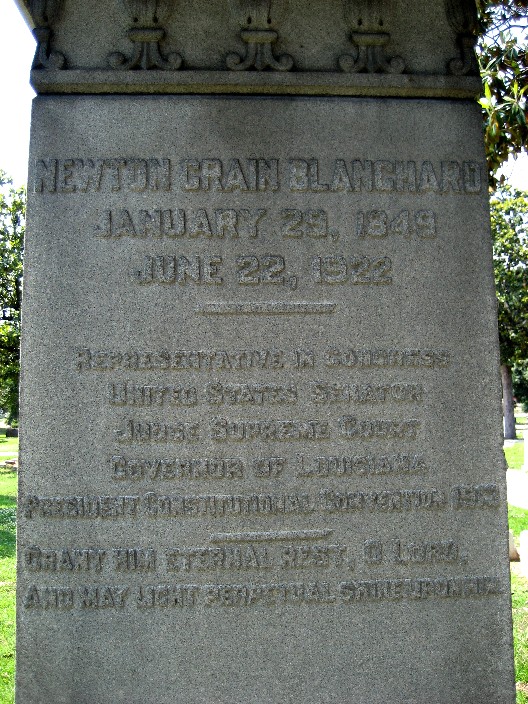 NEWTON CRAIN BLANCHARD
JANUARY 29, 1849
JUNE 22, 1922
REPRESENTATIVE IN CONGRESS
UNITED STATES SENATOR
JUDGE SUPREME COURT
GOVERNOR OF LOUISIANA
PRESIDENT CONSTITUTIONAL CONVENTION 1913
GRANT HIM ETERNAL REST, O LORD,
AND MAY LIGHT PERPETUAL SHINE UPON HIM